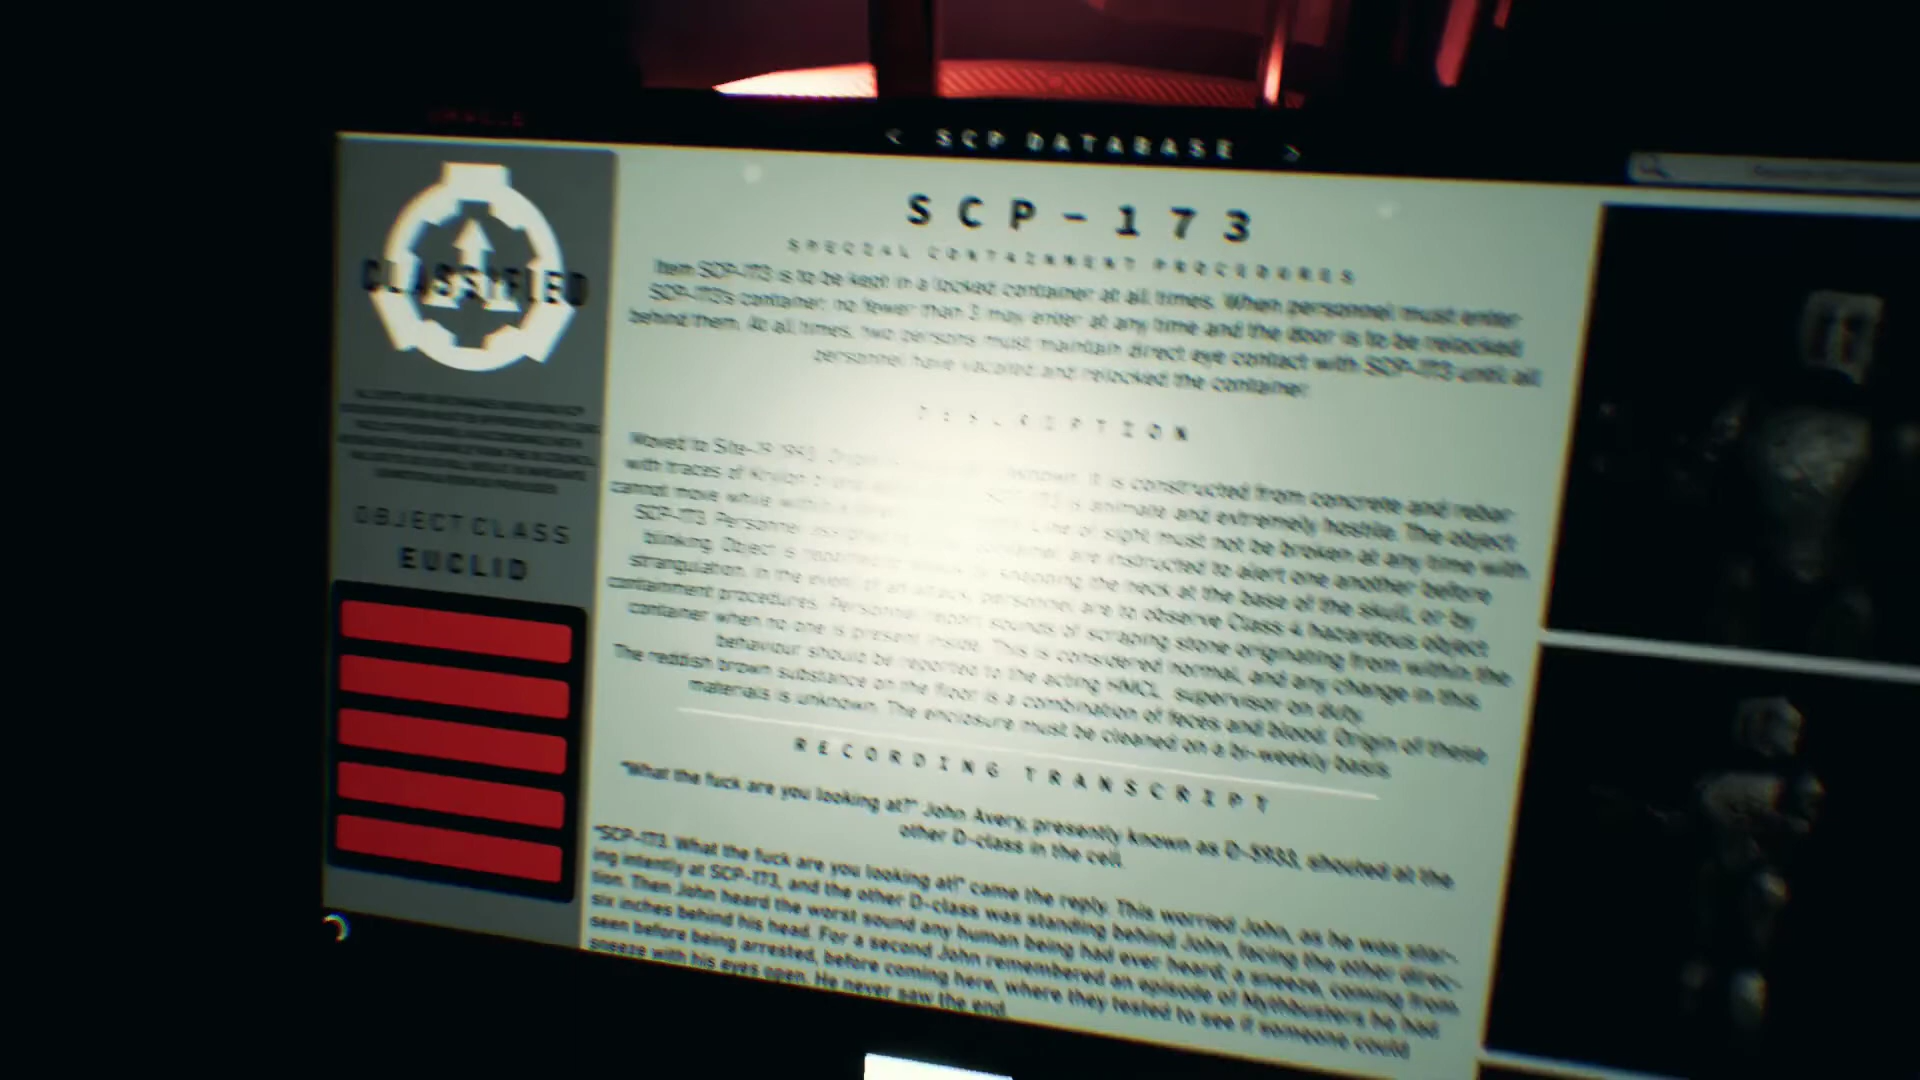 ORACLE
< SCP DATABASE >
CLASSIFIED
OBJECT CLASS
EUCLID
SCP-173
SPECIAL CONTAINMENT PROCEDURES
Item SCP-173 is to be kept in a locked container at all times. When personnel must enter
SCP-173's container, no fewer than 3 may enter at any time and the door is to be relocked
behind them. At all times, two persons must maintain direct eye contact with SCP-173 until all
personnel have vacated and relocked the container.
DESCRIPTION
Moved to Site-19 1993. It is constructed from concrete and rebar
with traces of Krylon SCP-173 is animate and extremely hostile. The object
cannot move while within a Line of sight must not be broken at any time with
SCP-173. Personnel container are instructed to alert one another before
blinking. Object is reported snapping the neck at the base of the skull, or by
strangulation. In the event of an attack, personnel are to observe Class 4 hazardous object
containment procedures. Personnel report sounds of scraping stone originating from within the
container when no one is present inside. This is considered normal, and any change in this
behaviour should be reported to the acting HMCL supervisor on duty.
The reddish brown substance on the floor is a combination of feces and blood. Origin of these
materials is unknown. The enclosure must be cleaned on a bi-weekly basis.
RECORDING TRANSCRIPT
"What the fuck are you looking at?" John Avery, presently known as D-5933, shouted at the
other D-class in the cell.
"SCP-173. What the fuck are you looking at!" came the reply. This worried John, as he was star-
ing intently at SCP-173, and the other D-class was standing behind John, facing the other direc-
tion. Then John heard the worst sound any human being had ever heard; a sneeze, coming from
six inches behind his head. For a second John remembered an episode of Mythbusters he had
seen before being arrested, before coming here, where they tested to see if someone could
sneeze with his eyes open. He never saw the end.